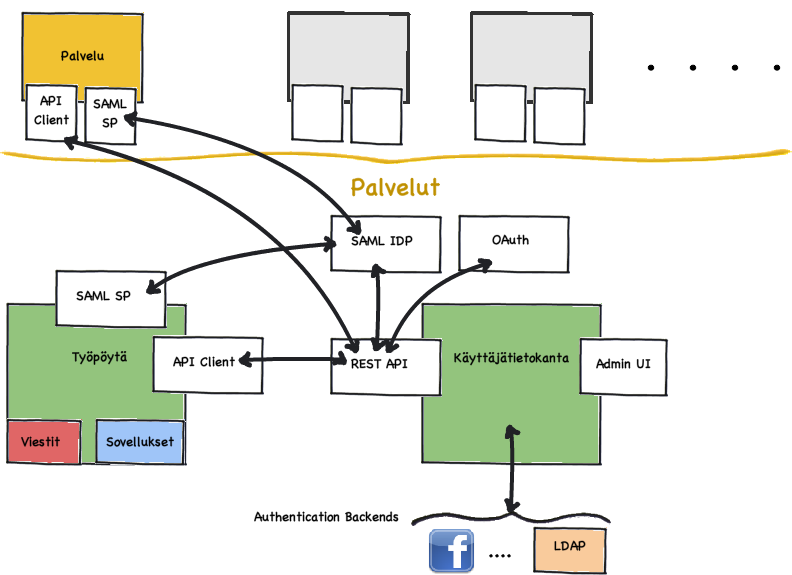 Palvelu
API
Client
SAML
SP
Palvelut
SAML IDP
OAuth
SAML SP
Työpöytä
API Client
REST API
Käyttäjätietokanta
Admin UI
Viestit
Sovellukset
Authentication Backends
f
....
LDAP